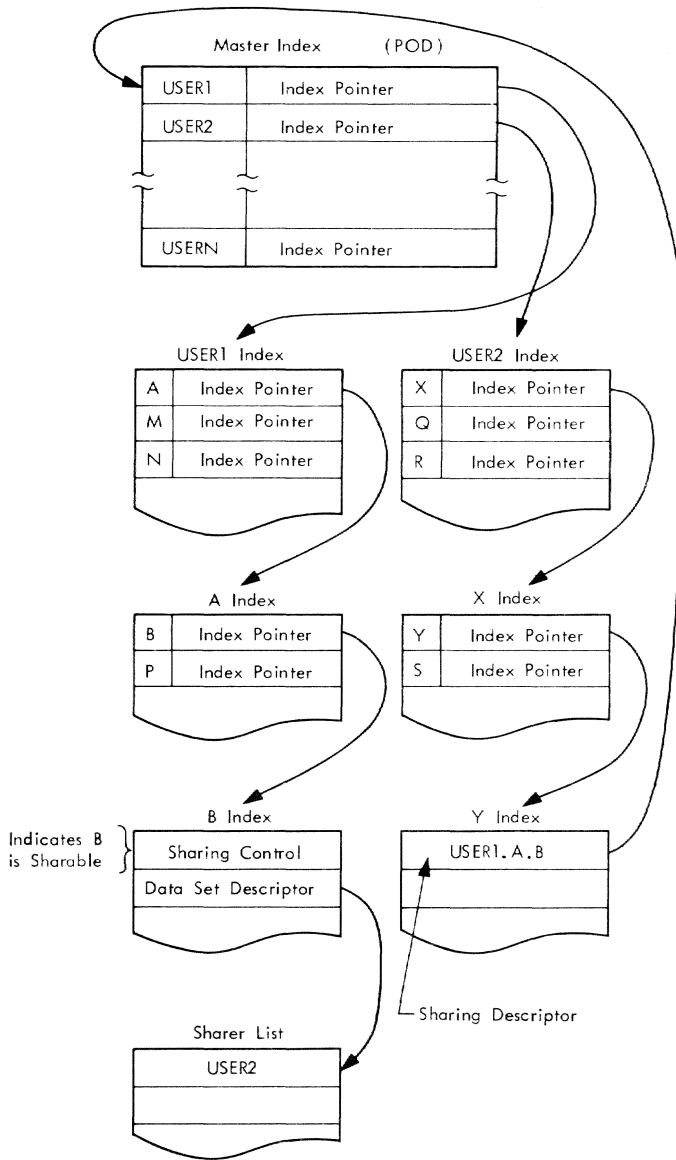 Master Index (POD)
USER1 Index Pointer
USER2 Index Pointer
USERN Index Pointer
USER1 Index
A Index Pointer
M Index Pointer
N Index Pointer
USER2 Index
X Index Pointer
Q Index Pointer
R Index Pointer
A Index
B Index Pointer
P Index Pointer
X Index
Y Index Pointer
S Index Pointer
B Index
Indicates B
is Sharable
Sharing Control
Data Set Descriptor
Y Index
USER1.A.B
Sharing Descriptor
Sharer List
USER2